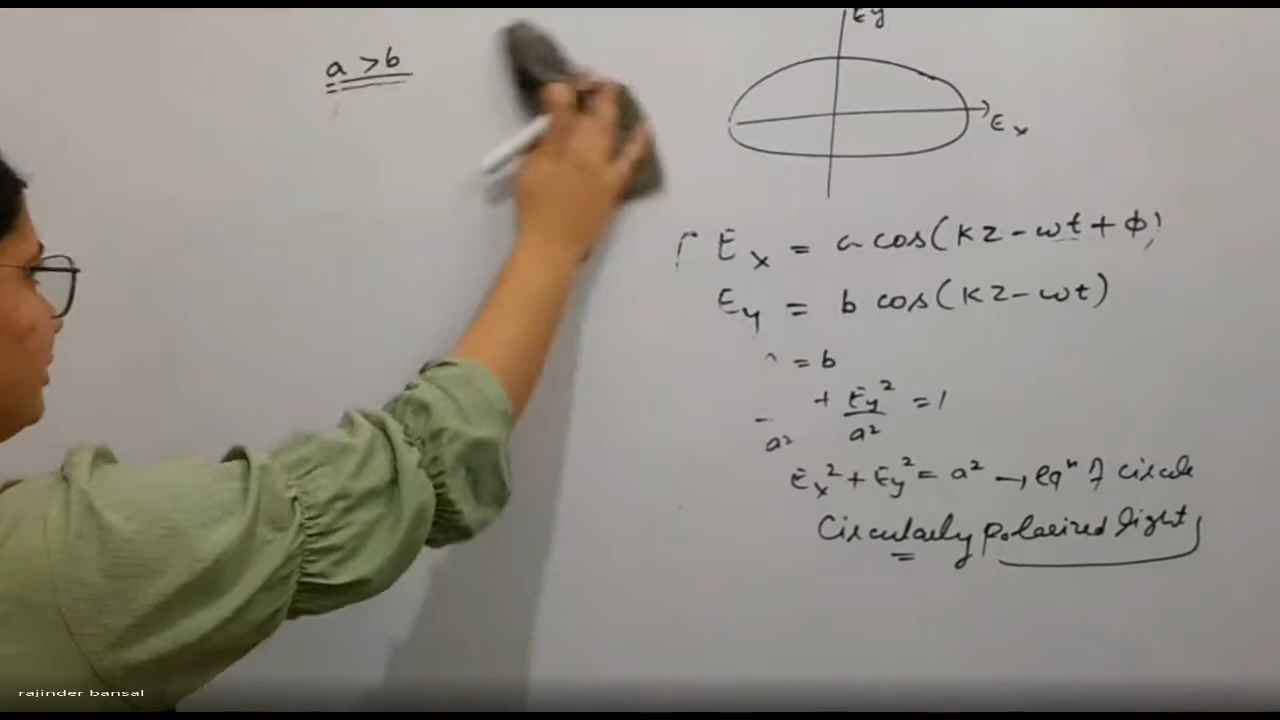 a > b
Ey
Ex
Ex = a cos(kz - ωt + φ)
Ey = b cos(kz - ωt)
= b
+ Ey²/a² = 1
a²
Ex² + Ey² = a² → eqⁿ of circle
Circularly polarized light
rajinder bansal